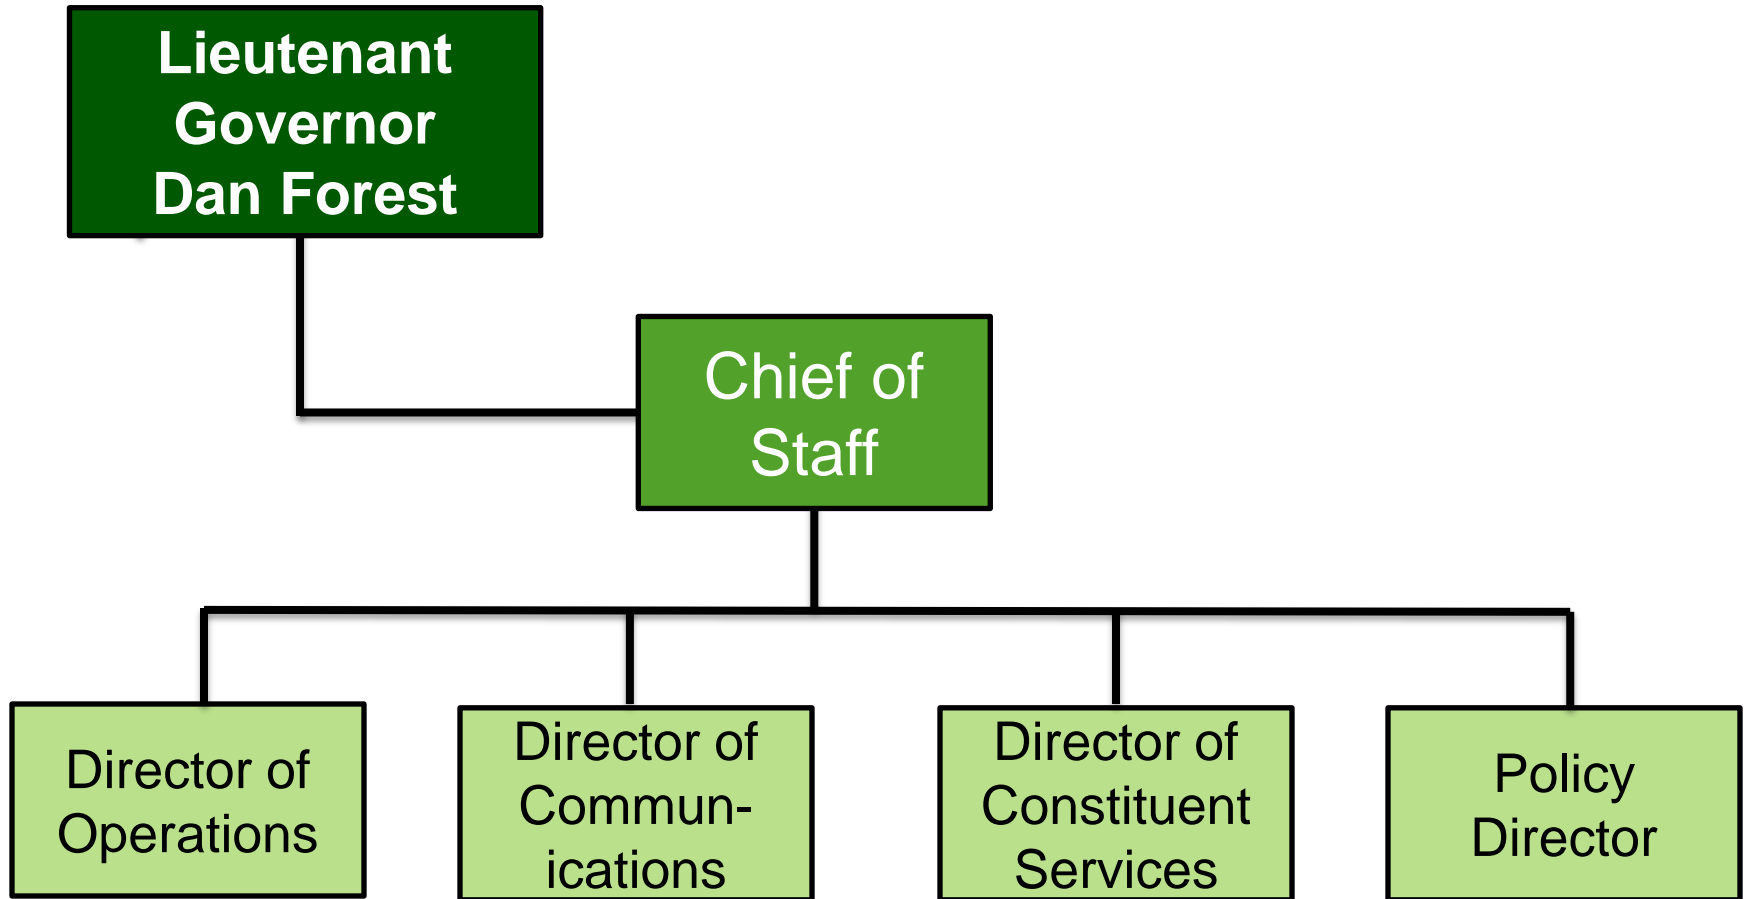 Lieutenant
Governor
Dan Forest
Chief of
Staff
Director of
Operations
Director of
Commun-
ications
Director of
Constituent
Services
Policy
Director